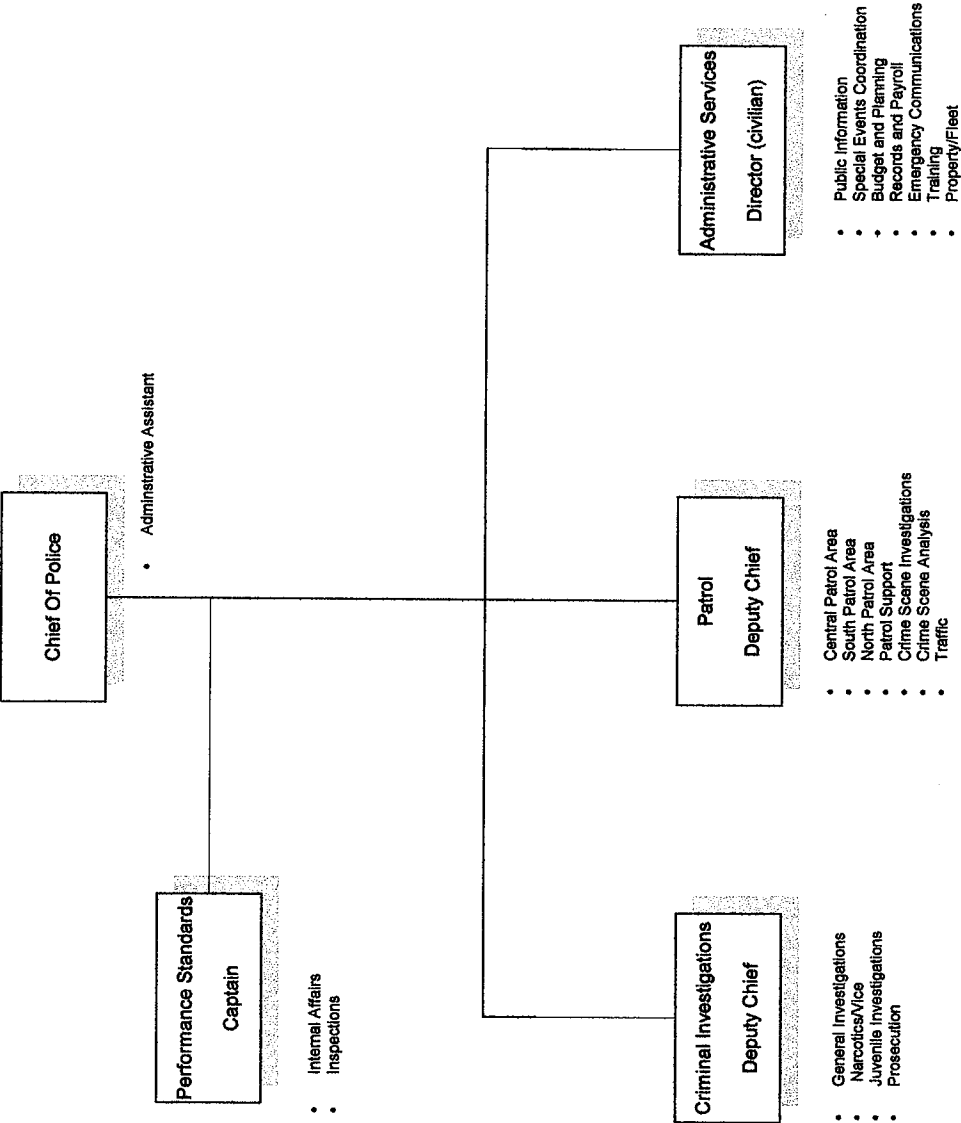 Chief Of Police
• Adminstrative Assistant
Performance Standards
Captain
• Internal Affairs
• Inspections
Criminal Investigations
Deputy Chief
• General Investigations
• Narcotics/Vice
• Juvenile Investigations
• Prosecution
Patrol
Deputy Chief
• Central Patrol Area
• South Patrol Area
• North Patrol Area
• Patrol Support
• Crime Scene Investigations
• Crime Scene Analysis
• Traffic
Administrative Services
Director (civilian)
• Public Information
• Special Events Coordination
• Budget and Planning
• Records and Payroll
• Emergency Communications
• Training
• Property/Fleet